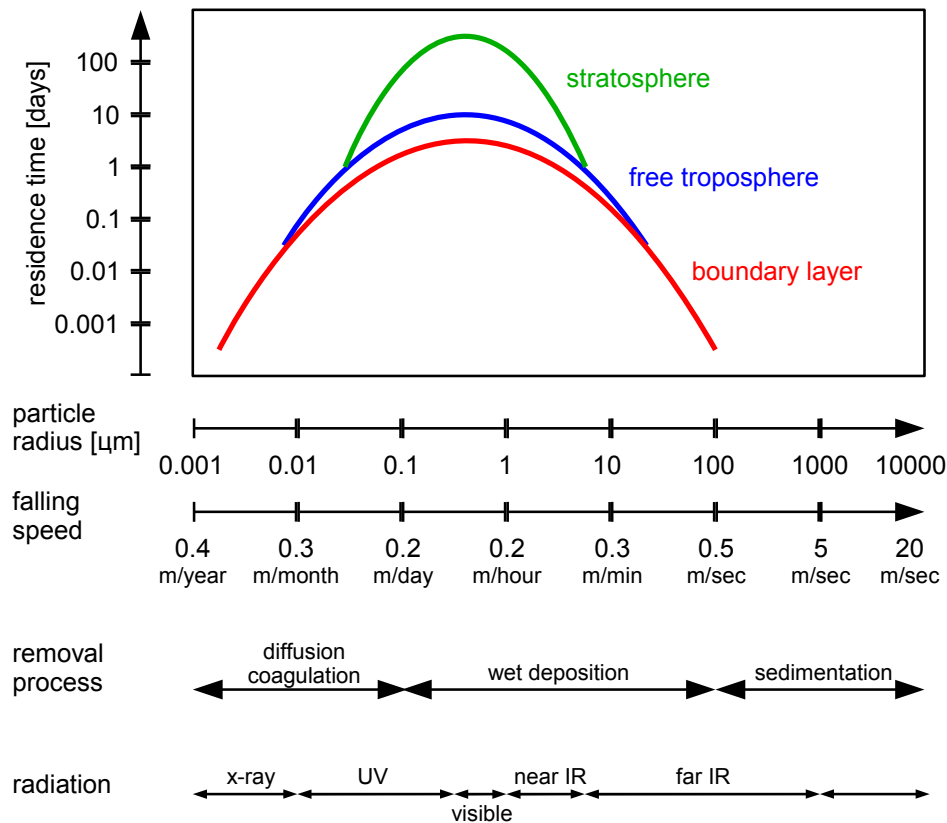 residence time [days]
100
10
1
0.1
0.01
0.001
stratosphere
free troposphere
boundary layer
particle
radius [цm]
0.001 0.01 0.1 1 10 100 1000 10000
falling
speed
0.4 0.3 0.2 0.2 0.3 0.5 5 20
m/year m/month m/day m/hour m/min m/sec m/sec m/sec
removal
process
diffusion
coagulation
wet deposition
sedimentation
radiation
x-ray UV near IR far IR
visible